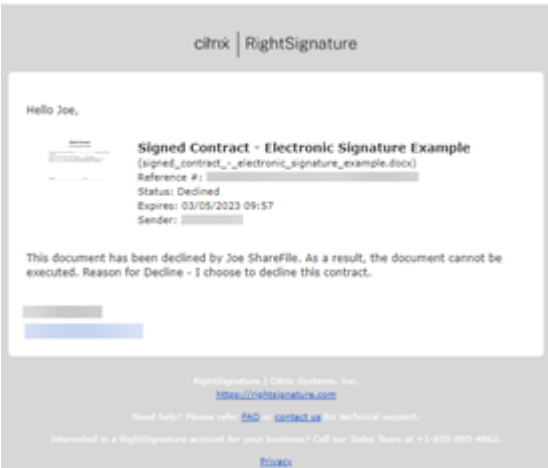 citrix | RightSignature
Hello Joe,
Signed Contract - Electronic Signature Example
(signed_contract_-_electronic_signature_example.docx)
Reference #:
Status: Declined
Expires: 03/05/2023 09:57
Sender:
This document has been declined by Joe ShareFile. As a result, the document cannot be
executed. Reason for Decline - I choose to decline this contract.
RightSignature | Citrix Systems, Inc.
https://rightsignature.com
Need help? Please refer FAQ or contact us for technical support.
Interested in a RightSignature account for your business? Call our Sales Team at +1-855-895-4862.
Privacy